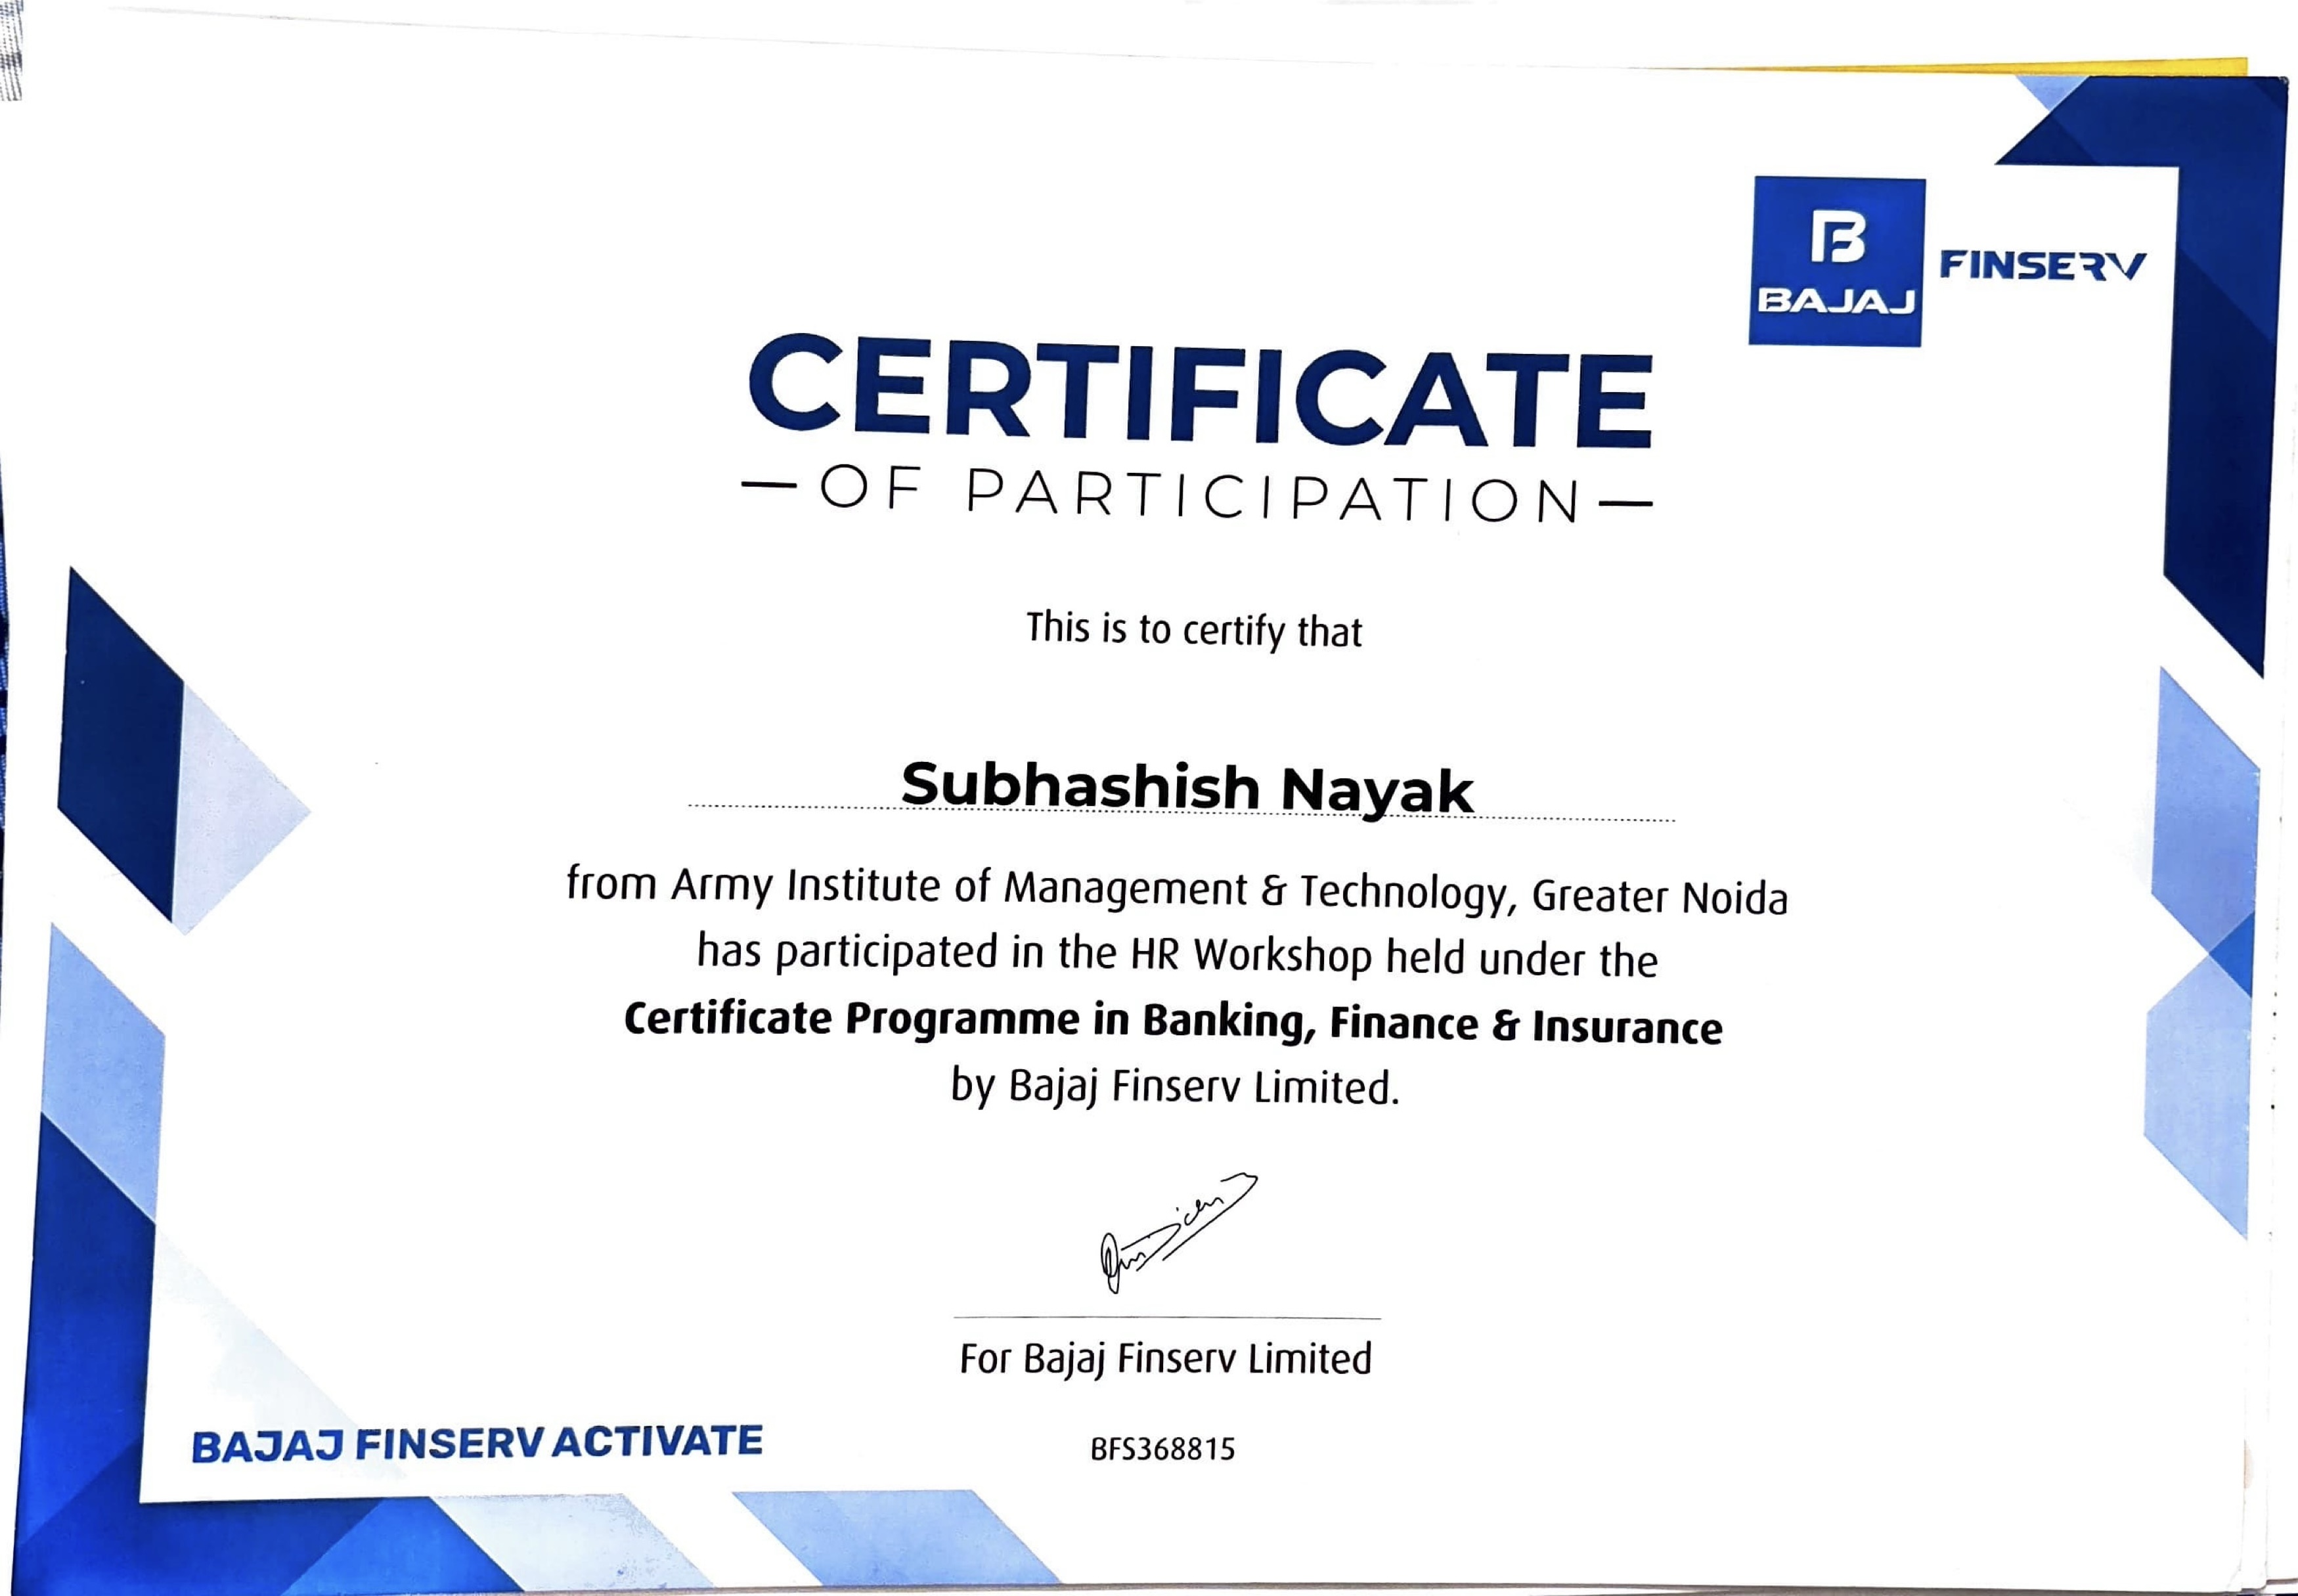 BAJAJ FINSERV
CERTIFICATE
— OF PARTICIPATION —
This is to certify that
Subhashish Nayak
from Army Institute of Management & Technology, Greater Noida
has participated in the HR Workshop held under the
Certificate Programme in Banking, Finance & Insurance
by Bajaj Finserv Limited.
For Bajaj Finserv Limited
BAJAJ FINSERV ACTIVATE
BFS368815